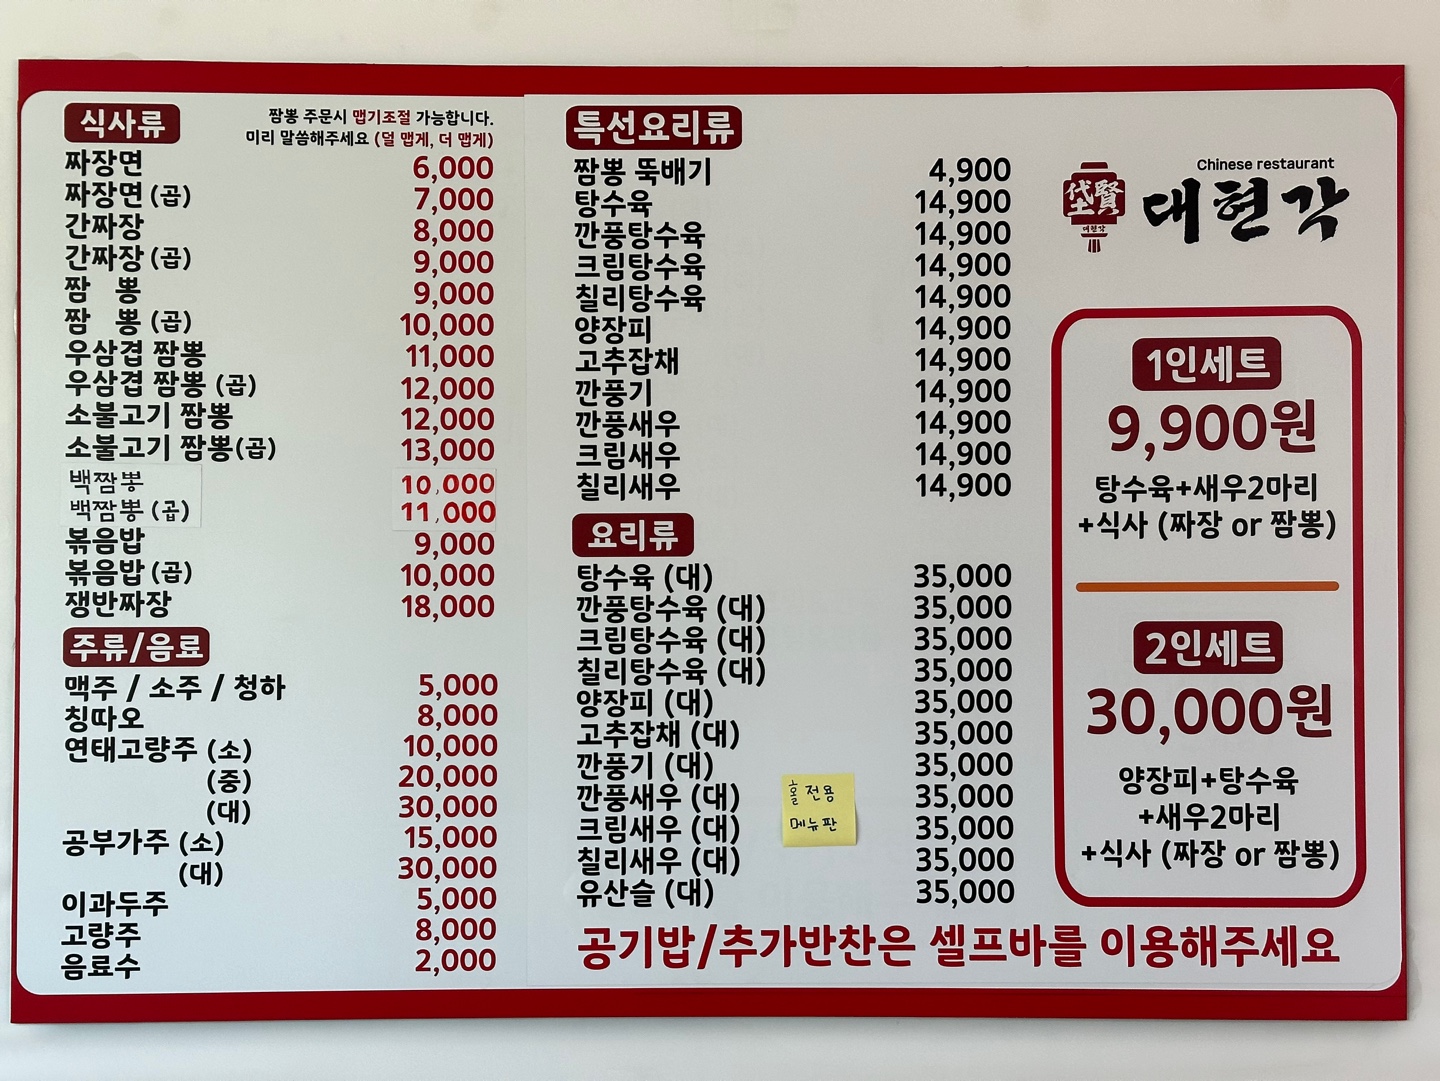 식사류
짬뽕 주문시 맵기조절 가능합니다.
미리 말씀해주세요 (덜 맵게, 더 맵게)
짜장면 6,000
짜장면 (곱) 7,000
간짜장 8,000
간짜장 (곱) 9,000
짬 뽕 9,000
짬 뽕 (곱) 10,000
우삼겹 짬뽕 11,000
우삼겹 짬뽕 (곱) 12,000
소불고기 짬뽕 12,000
소불고기 짬뽕(곱) 13,000
백짬뽕 10,000
백짬뽕 (곱) 11,000
볶음밥 9,000
볶음밥 (곱) 10,000
쟁반짜장 18,000
주류/음료
맥주 / 소주 / 청하 5,000
칭따오 8,000
연태고량주 (소) 10,000
(중) 20,000
(대) 30,000
공부가주 (소) 15,000
(대) 30,000
이과두주 5,000
고량주 8,000
음료수 2,000
특선요리류
짬뽕 뚝배기 4,900
탕수육 14,900
깐풍탕수육 14,900
크림탕수육 14,900
칠리탕수육 14,900
양장피 14,900
고추잡채 14,900
깐풍기 14,900
깐풍새우 14,900
크림새우 14,900
칠리새우 14,900
요리류
탕수육 (대) 35,000
깐풍탕수육 (대) 35,000
크림탕수육 (대) 35,000
칠리탕수육 (대) 35,000
양장피 (대) 35,000
고추잡채 (대) 35,000
깐풍기 (대) 35,000
깐풍새우 (대) 35,000
크림새우 (대) 35,000
칠리새우 (대) 35,000
유산슬 (대) 35,000
홀 전용
메뉴판
공기밥/추가반찬은 셀프바를 이용해주세요
Chinese restaurant
대현각
대현각
1인세트
9,900원
탕수육+새우2마리
+식사 (짜장 or 짬뽕)
2인세트
30,000원
양장피+탕수육
+새우2마리
+식사 (짜장 or 짬뽕)